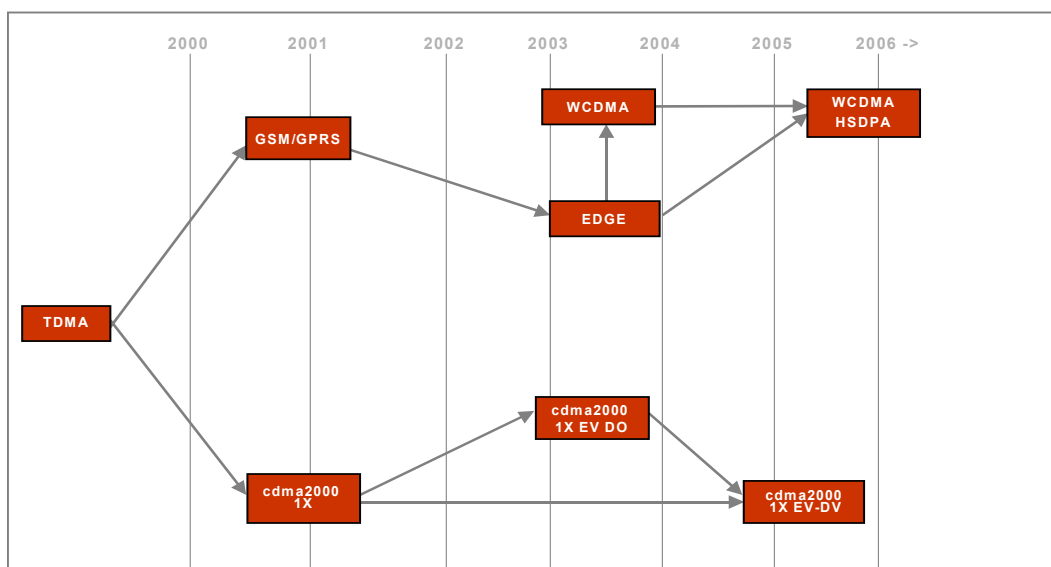 2000 2001 2002 2003 2004 2005 2006 ->
WCDMA
WCDMA
HSDPA
GSM/GPRS
EDGE
TDMA
cdma2000
1X EV DO
cdma2000
1X
cdma2000
1X EV-DV